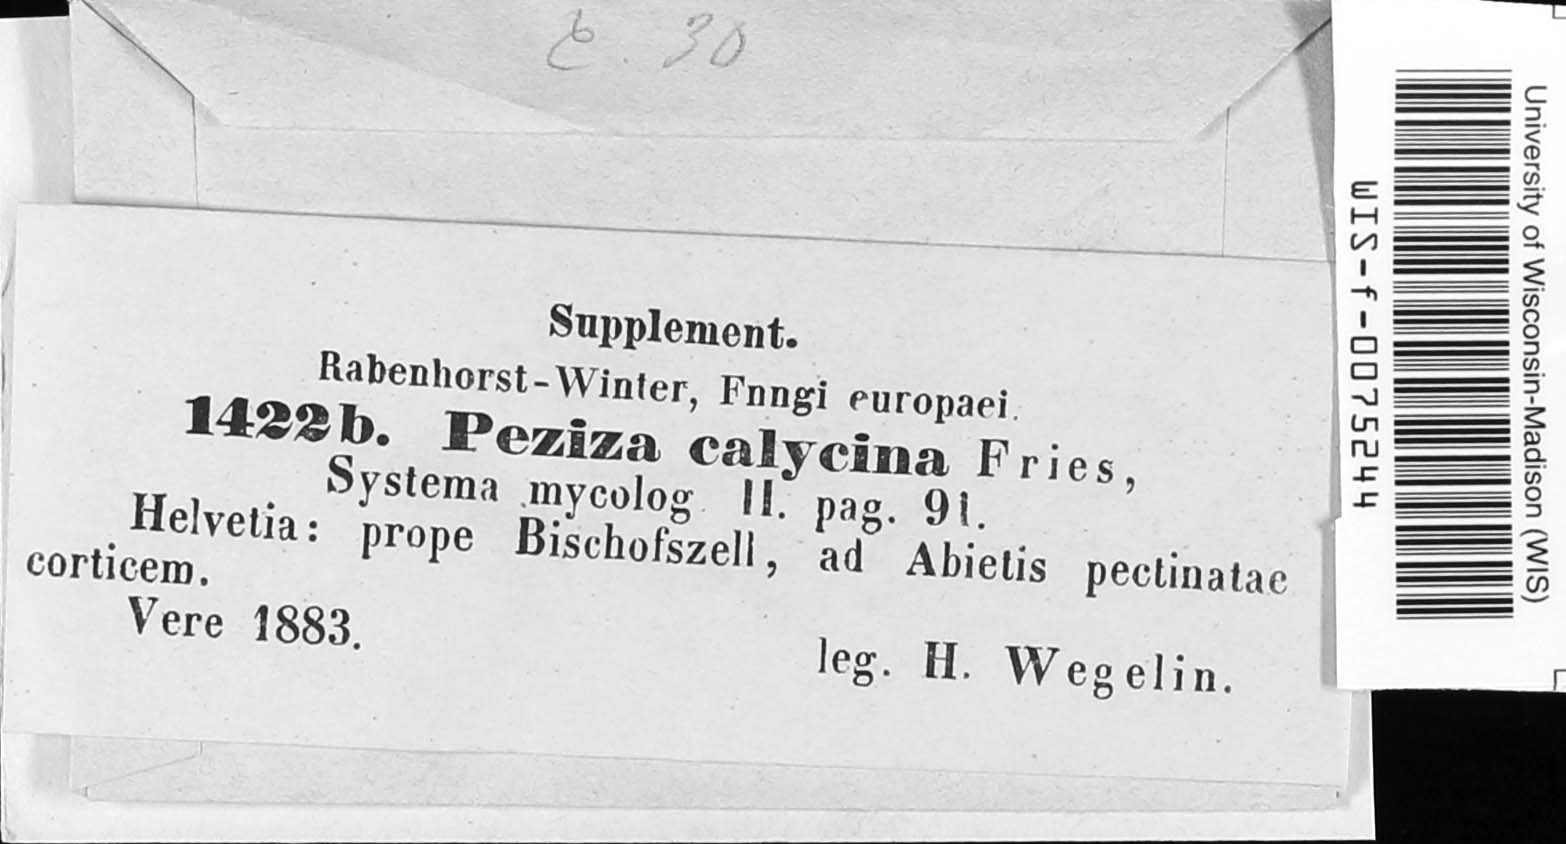 Supplement.
Rabenhorst-Winter, Fnngi europaei.
1422b. Peziza calycina Fries,
Systema mycolog. II. pag. 91.
Helvetia: prope Bischofszell, ad Abietis pectinatae
corticem.
Vere 1883.
leg. H. Wegelin.
University of Wisconsin-Madison (WIS)
WIS-f-0075244
30